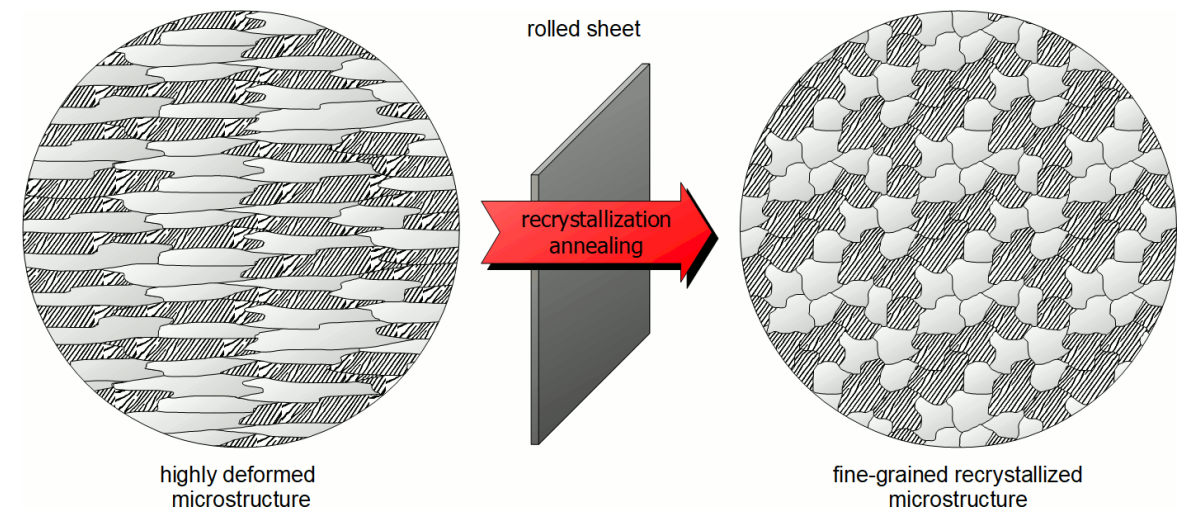 rolled sheet
recrystallization
annealing
highly deformed
microstructure
fine-grained recrystallized
microstructure